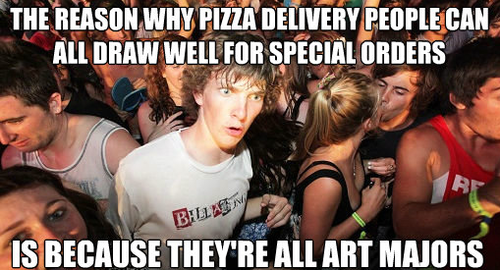 THE REASON WHY PIZZA DELIVERY PEOPLE CAN
ALL DRAW WELL FOR SPECIAL ORDERS
IS BECAUSE THEY'RE ALL ART MAJORS